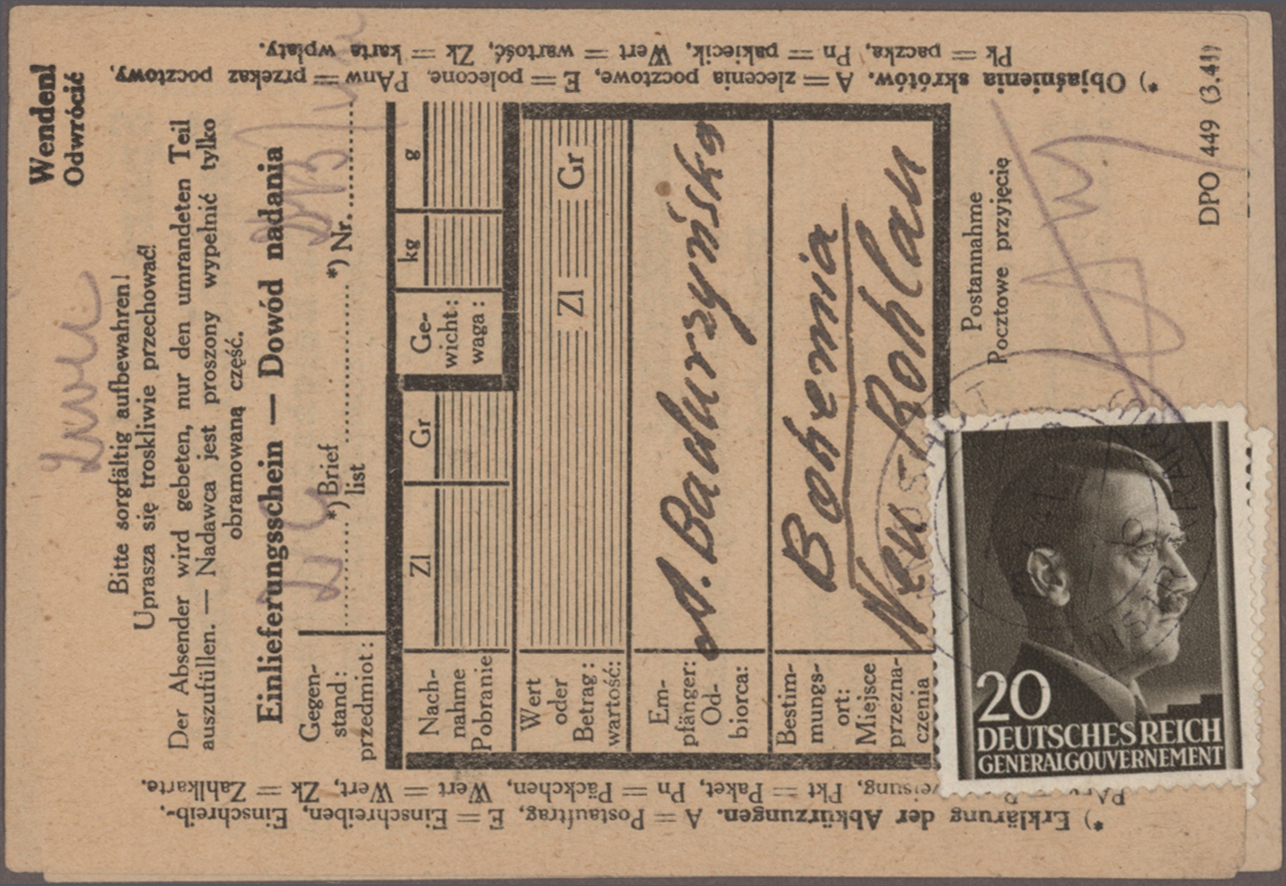 Wenden!
Odwrócić
Bitte sorgfältig aufbewahren!
Uprasza się troskliwie przechować!
Der Absender wird gebeten, nur den umrandeten Teil
auszufüllen. — Nadawca jest proszony wypełnić tylko
obramowaną część.
Einlieferungsschein — Dowód nadania
Gegen-
stand:
przedmiot:
*) Brief
list
*) Nr.
Nach-
nahme
Pobranie
Zl
Gr
Ge-
wicht:
waga:
kg
g
Wert
oder
Betrag:
wartość:
Zl
Gr
Em-
pfänger:
Od-
biorca:
A. Badurzyńska
Bestim-
mungs-
ort:
Miejsce
przezna-
czenia
Bohemia
Neu Rohlau
Postannahme
Pocztowe przyjęcie
DPO 449 (3.41)
*) Objaśnienia skrótów. A = zlecenia pocztowe, E = polecone, PAnw = przekaz pocztowy,
Pk = paczka, Pn = pakiecik, Wert = wartość, Zk = karta wpłaty.
*) Erklärung der Abkürzungen. A = Postauftrag, E = Einschreiben, Einschreib-,
Pkt = Paket, Pn = Päckchen, Wert = Wert, Zk = Zahlkarte.
20
DEUTSCHES REICH
GENERALGOUVERNEMENT